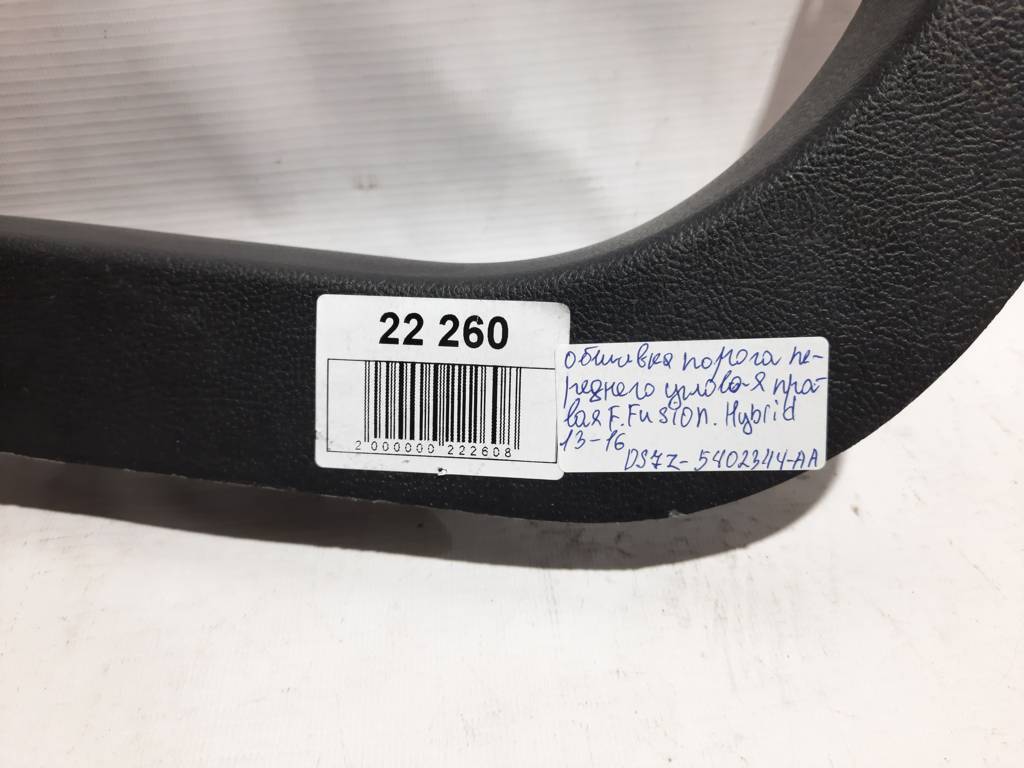 22 260
2 000000 222608
обшивка порога пе-
реднего угловая пра-
вая F.Fusion. Hybrid
13-16
DS7Z-5402344-AA